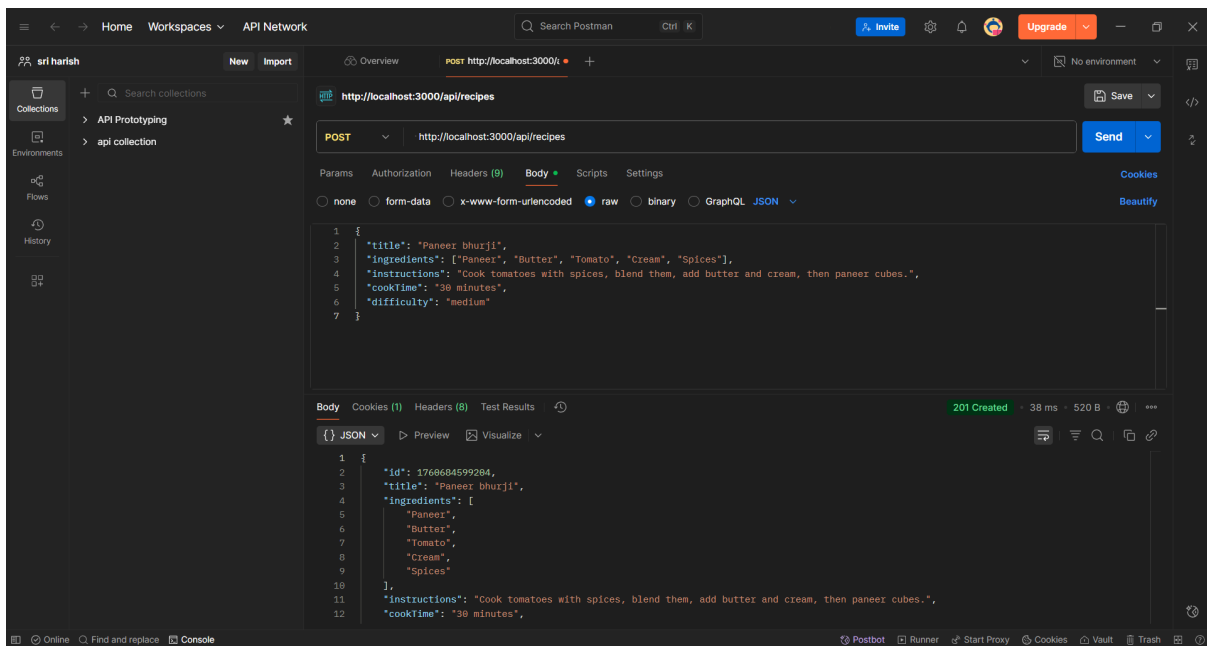 Home Workspaces API Network Search Postman Ctrl K Invite Upgrade
sri harish New Import Overview POST http://localhost:3000/a No environment
Collections
Search collections
API Prototyping
api collection
Environments
Flows
History
HTTP http://localhost:3000/api/recipes Save
POST http://localhost:3000/api/recipes Send
Params Authorization Headers (9) Body Scripts Settings Cookies
none form-data x-www-form-urlencoded raw binary GraphQL JSON Beautify
1 {
2 "title": "Paneer bhurji",
3 "ingredients": ["Paneer", "Butter", "Tomato", "Cream", "Spices"],
4 "instructions": "Cook tomatoes with spices, blend them, add butter and cream, then paneer cubes.",
5 "cookTime": "30 minutes",
6 "difficulty": "medium"
7 }
Body Cookies (1) Headers (8) Test Results 201 Created 38 ms 520 B
{} JSON Preview Visualize
1 {
2 "id": 1760684599204,
3 "title": "Paneer bhurji",
4 "ingredients": [
5 "Paneer",
6 "Butter",
7 "Tomato",
8 "Cream",
9 "Spices"
10 ],
11 "instructions": "Cook tomatoes with spices, blend them, add butter and cream, then paneer cubes.",
12 "cookTime": "30 minutes",
Online Find and replace Console Postbot Runner Start Proxy Cookies Vault Trash